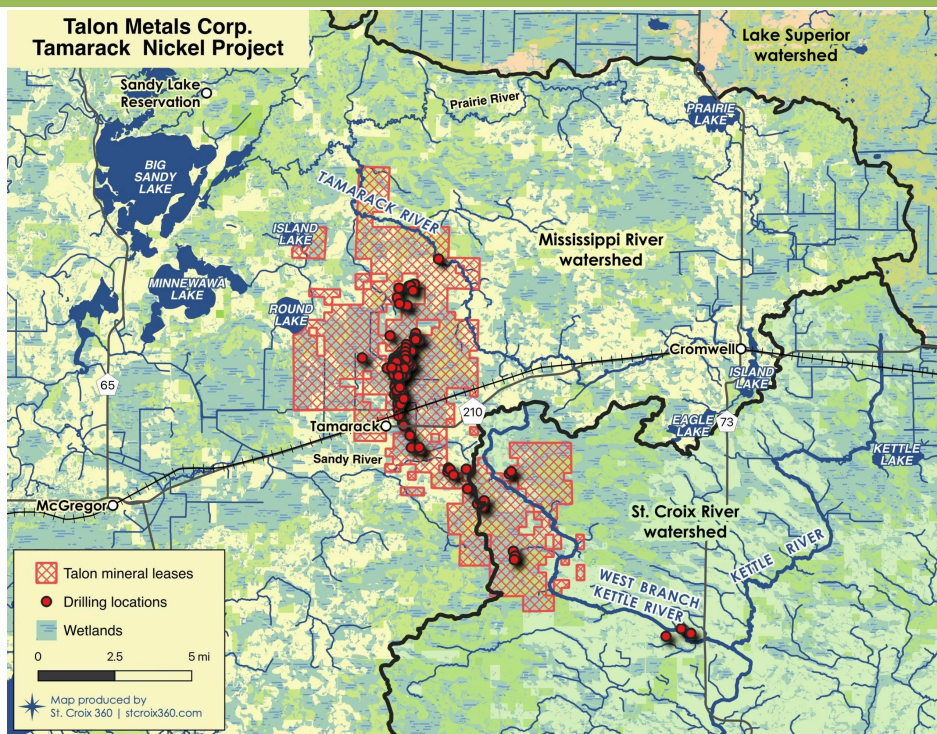 Talon Metals Corp.
Tamarack Nickel Project
Lake Superior
watershed
Sandy Lake
Reservation
Prairie River
PRAIRIE
LAKE
BIG
SANDY
LAKE
TAMARACK RIVER
ISLAND
LAKE
Mississippi River
watershed
MINNEWAWA
LAKE
ROUND
LAKE
Cromwell
ISLAND
LAKE
65
210
73
EAGLE
LAKE
Tamarack
KETTLE
LAKE
Sandy River
McGregor
St. Croix River
watershed
KETTLE RIVER
WEST BRANCH
KETTLE RIVER
Talon mineral leases
Drilling locations
Wetlands
0 2.5 5 mi
Map produced by
St. Croix 360 | stcroix360.com